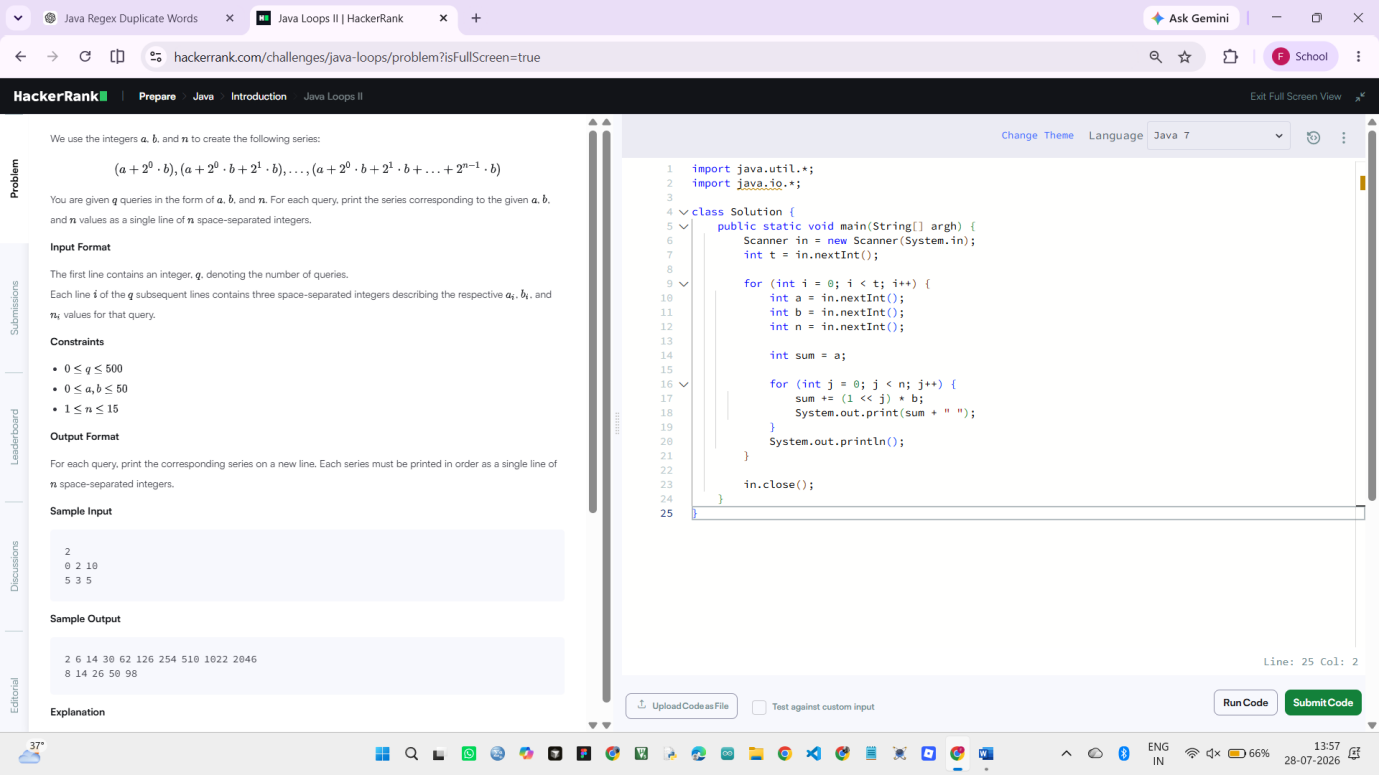 Java Regex Duplicate Words
Java Loops II | HackerRank
Ask Gemini
hackerrank.com/challenges/java-loops/problem?isFullScreen=true
F School
HackerRank
Prepare
Java
Introduction
Java Loops II
Exit Full Screen View
Problem
Submissions
Leaderboard
Discussions
Editorial
We use the integers a, b, and n to create the following series:
(a + 2⁰ · b), (a + 2⁰ · b + 2¹ · b), . . . , (a + 2⁰ · b + 2¹ · b + . . . + 2ⁿ⁻¹ · b)
You are given q queries in the form of a, b, and n. For each query, print the series corresponding to the given a, b,
and n values as a single line of n space-separated integers.
Input Format
The first line contains an integer, q, denoting the number of queries.
Each line i of the q subsequent lines contains three space-separated integers describing the respective aᵢ, bᵢ, and
nᵢ values for that query.
Constraints
• 0 ≤ q ≤ 500
• 0 ≤ a, b ≤ 50
• 1 ≤ n ≤ 15
Output Format
For each query, print the corresponding series on a new line. Each series must be printed in order as a single line of
n space-separated integers.
Sample Input
2
0 2 10
5 3 5
Sample Output
2 6 14 30 62 126 254 510 1022 2046
8 14 26 50 98
Explanation
Change Theme
Language
Java 7
1 import java.util.*;
2 import java.io.*;
3
4 class Solution {
5 public static void main(String[] argh) {
6 Scanner in = new Scanner(System.in);
7 int t = in.nextInt();
8
9 for (int i = 0; i < t; i++) {
10 int a = in.nextInt();
11 int b = in.nextInt();
12 int n = in.nextInt();
13
14 int sum = a;
15
16 for (int j = 0; j < n; j++) {
17 sum += (1 << j) * b;
18 System.out.print(sum + " ");
19 }
20 System.out.println();
21 }
22
23 in.close();
24 }
25 }
Line: 25 Col: 2
Upload Code as File
Test against custom input
Run Code
Submit Code
37°
ENG
IN
66%
13:57
28-07-2026